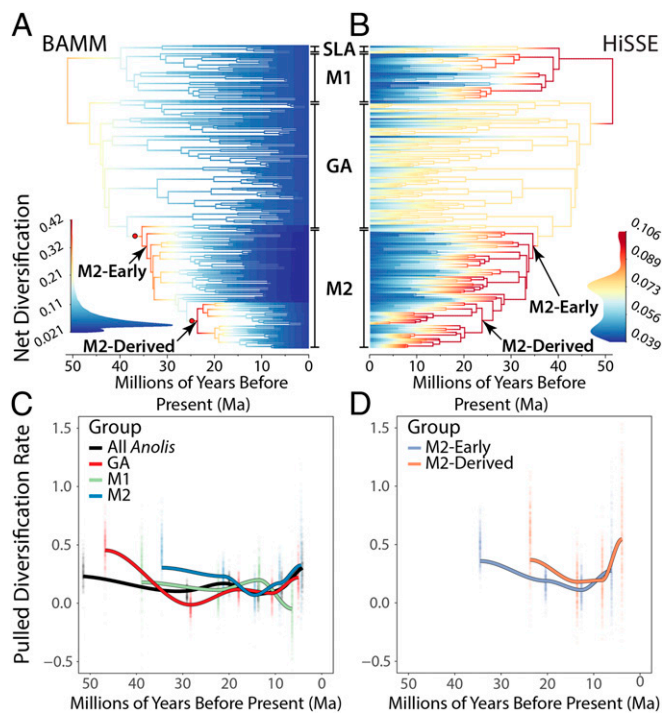 A
B
BAMM
HiSSE
SLA
M1
GA
M2
Net Diversification
0.42
0.32
0.21
0.11
0.021
M2-Early
M2-Derived
0.106
0.089
0.073
0.056
0.039
M2-Early
M2-Derived
50 40 30 20 10 0
0 10 20 30 40 50
Millions of Years Before
Millions of Years Before
Present (Ma)
C
D
Pulled Diversification Rate
Group
All Anolis
GA
M1
M2
1.5
1.0
0.5
0.0
−0.5
50 40 30 20 10 0
Millions of Years Before Present (Ma)
Group
M2-Early
M2-Derived
1.5
1.0
0.5
0.0
−0.5
50 40 30 20 10 0
Millions of Years Before Present (Ma)